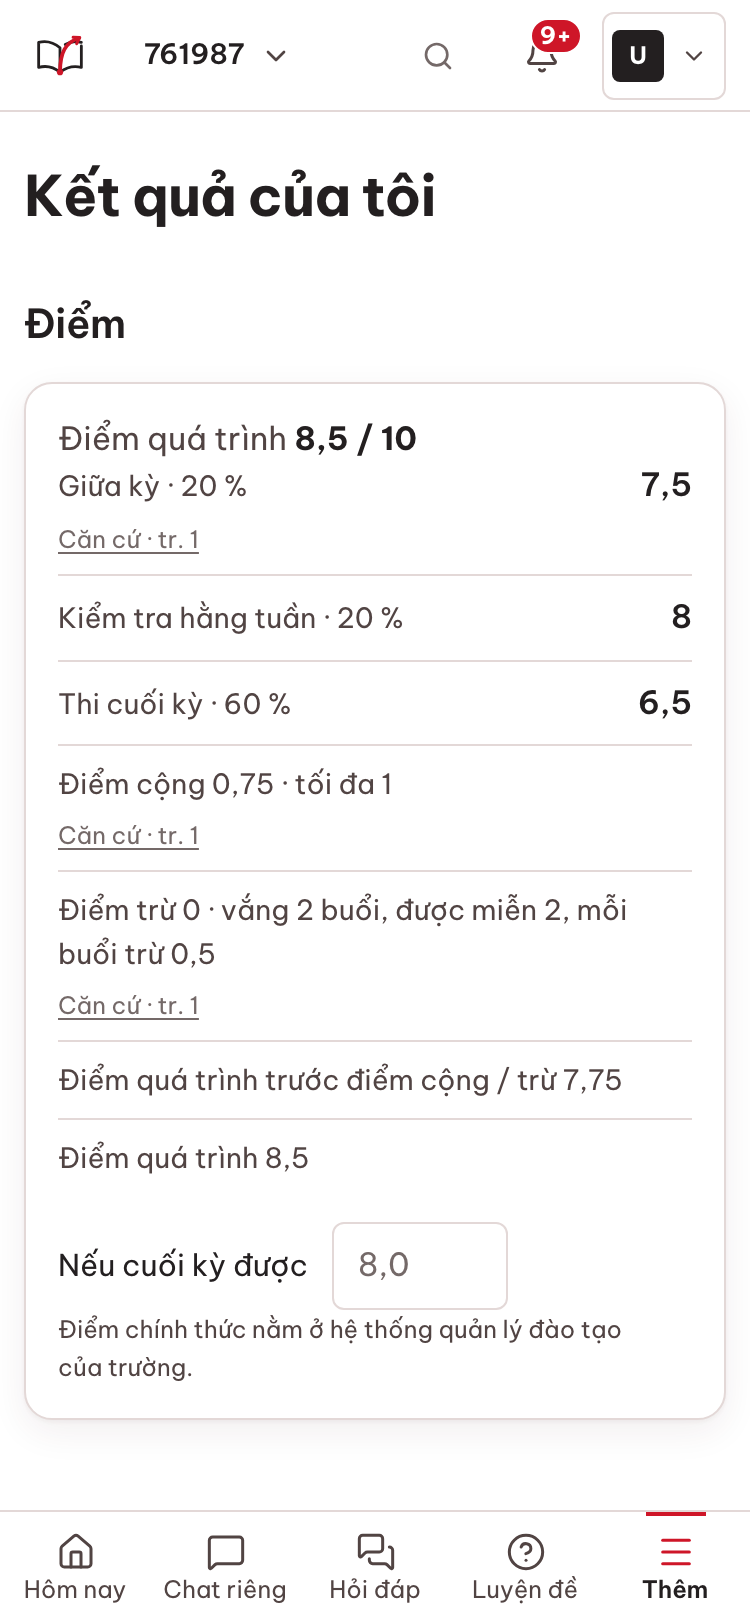 761987
9+
U
Kết quả của tôi
Điểm
Điểm quá trình 8,5 / 10
Giữa kỳ · 20 % 7,5
Căn cứ · tr. 1
Kiểm tra hằng tuần · 20 % 8
Thi cuối kỳ · 60 % 6,5
Điểm cộng 0,75 · tối đa 1
Căn cứ · tr. 1
Điểm trừ 0 · vắng 2 buổi, được miễn 2, mỗi
buổi trừ 0,5
Căn cứ · tr. 1
Điểm quá trình trước điểm cộng / trừ 7,75
Điểm quá trình 8,5
Nếu cuối kỳ được 8,0
Điểm chính thức nằm ở hệ thống quản lý đào tạo
của trường.
Hôm nay Chat riêng Hỏi đáp Luyện đề Thêm